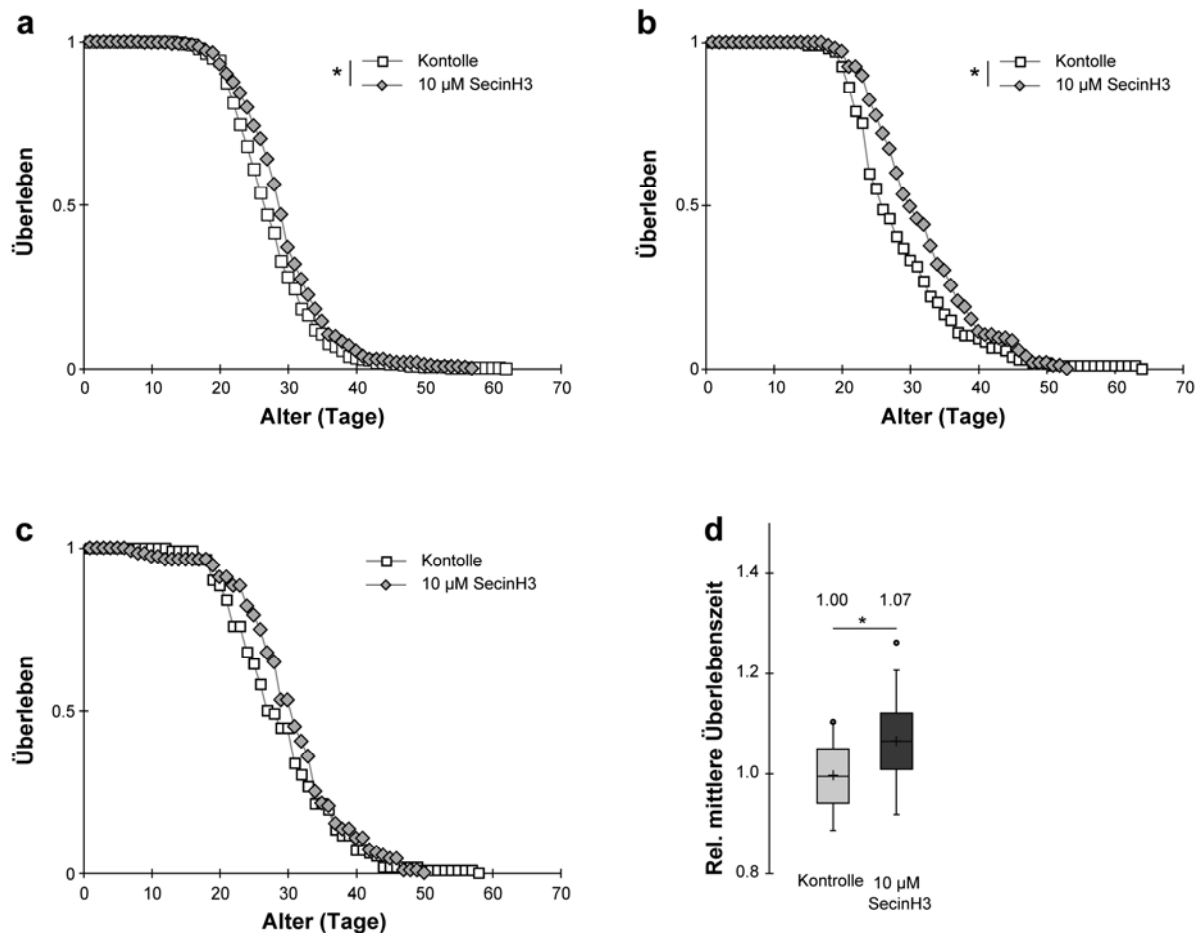 a
1
0.5
0
Überleben
0 10 20 30 40 50 60 70
Alter (Tage)
*
Kontolle
10 µM SecinH3
b
1
0.5
0
Überleben
0 10 20 30 40 50 60 70
Alter (Tage)
*
Kontolle
10 µM SecinH3
c
1
0.5
0
Überleben
0 10 20 30 40 50 60 70
Alter (Tage)
Kontolle
10 µM SecinH3
d
1.4
1.2
1.0
0.8
Rel. mittlere Überlebenszeit
1.00 1.07
*
Kontrolle
10 µM
SecinH3